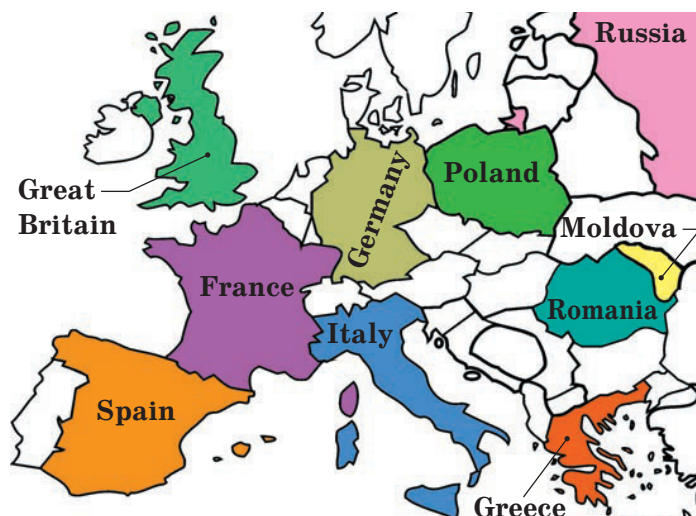 Russia
Great
Britain
Germany
Poland
Moldova
France
Romania
Italy
Spain
Greece